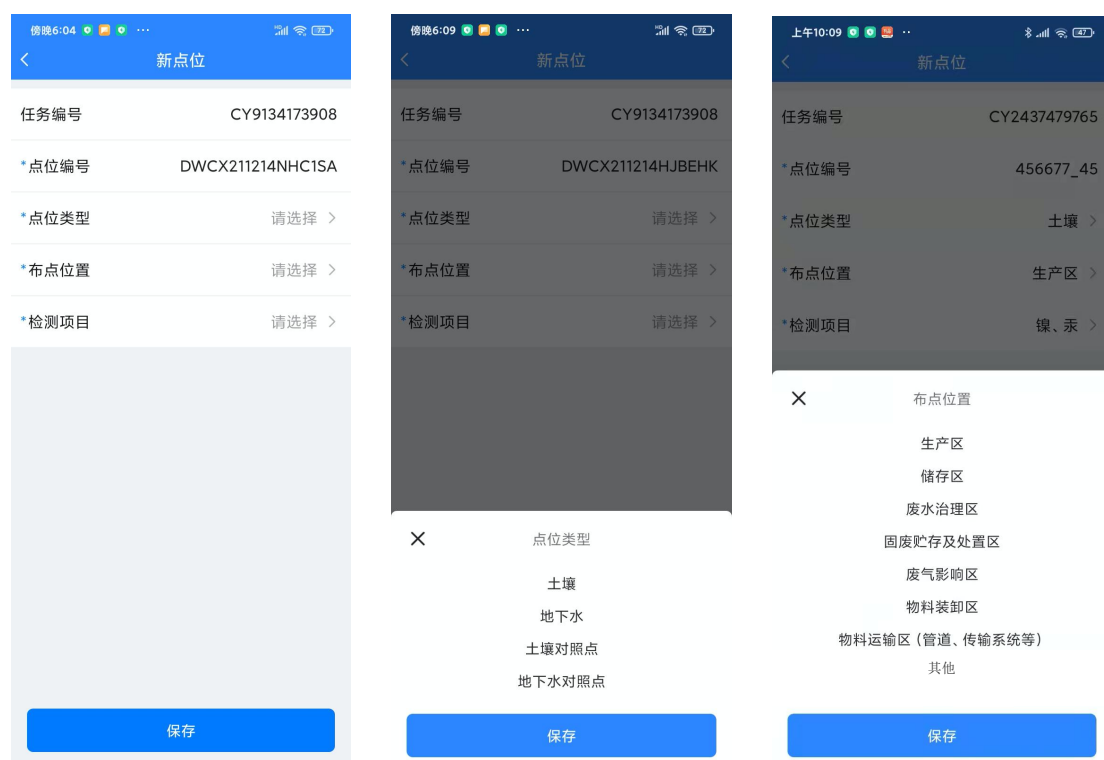 傍晚6:04
72
新点位
任务编号 CY9134173908
*点位编号 DWCX211214NHC1SA
*点位类型 请选择
*布点位置 请选择
*检测项目 请选择
保存
傍晚6:09
72
新点位
任务编号 CY9134173908
*点位编号 DWCX211214HJBEHK
*点位类型 请选择
*布点位置 请选择
*检测项目 请选择
点位类型
土壤
地下水
土壤对照点
地下水对照点
保存
上午10:09
47
新点位
任务编号 CY2437479765
*点位编号 456677_45
*点位类型 土壤
*布点位置 生产区
*检测项目 镍、汞
布点位置
生产区
储存区
废水治理区
固废贮存及处置区
废气影响区
物料装卸区
物料运输区(管道、传输系统等)
其他
保存